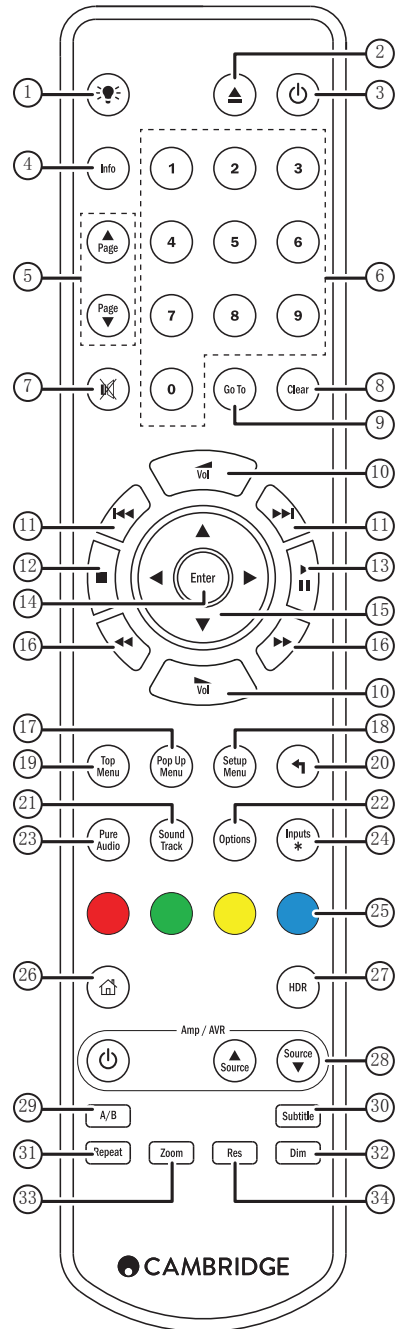 2
1
3
4
Info
1
2
3
Page
4
5
6
5
6
Page
7
8
9
7
0
Go To
Clear
8
9
Vol
10
11
11
12
13
Enter
14
15
16
16
Vol
10
17
18
Top Menu
Pop Up Menu
Setup Menu
19
20
21
22
Pure Audio
Sound Track
Options
Inputs *
23
24
25
26
27
HDR
Amp / AVR
Source
Source
28
29
A/B
Subtitle
30
31
Repeat
Zoom
Res
Dim
32
33
34
CAMBRIDGE